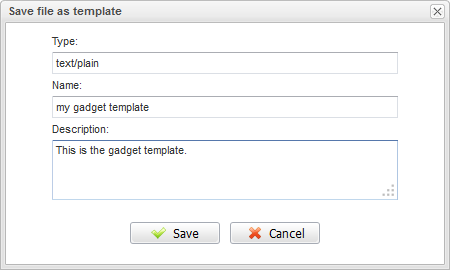 Save file as template
Type:
text/plain
Name:
my gadget template
Description:
This is the gadget template.
Save
Cancel